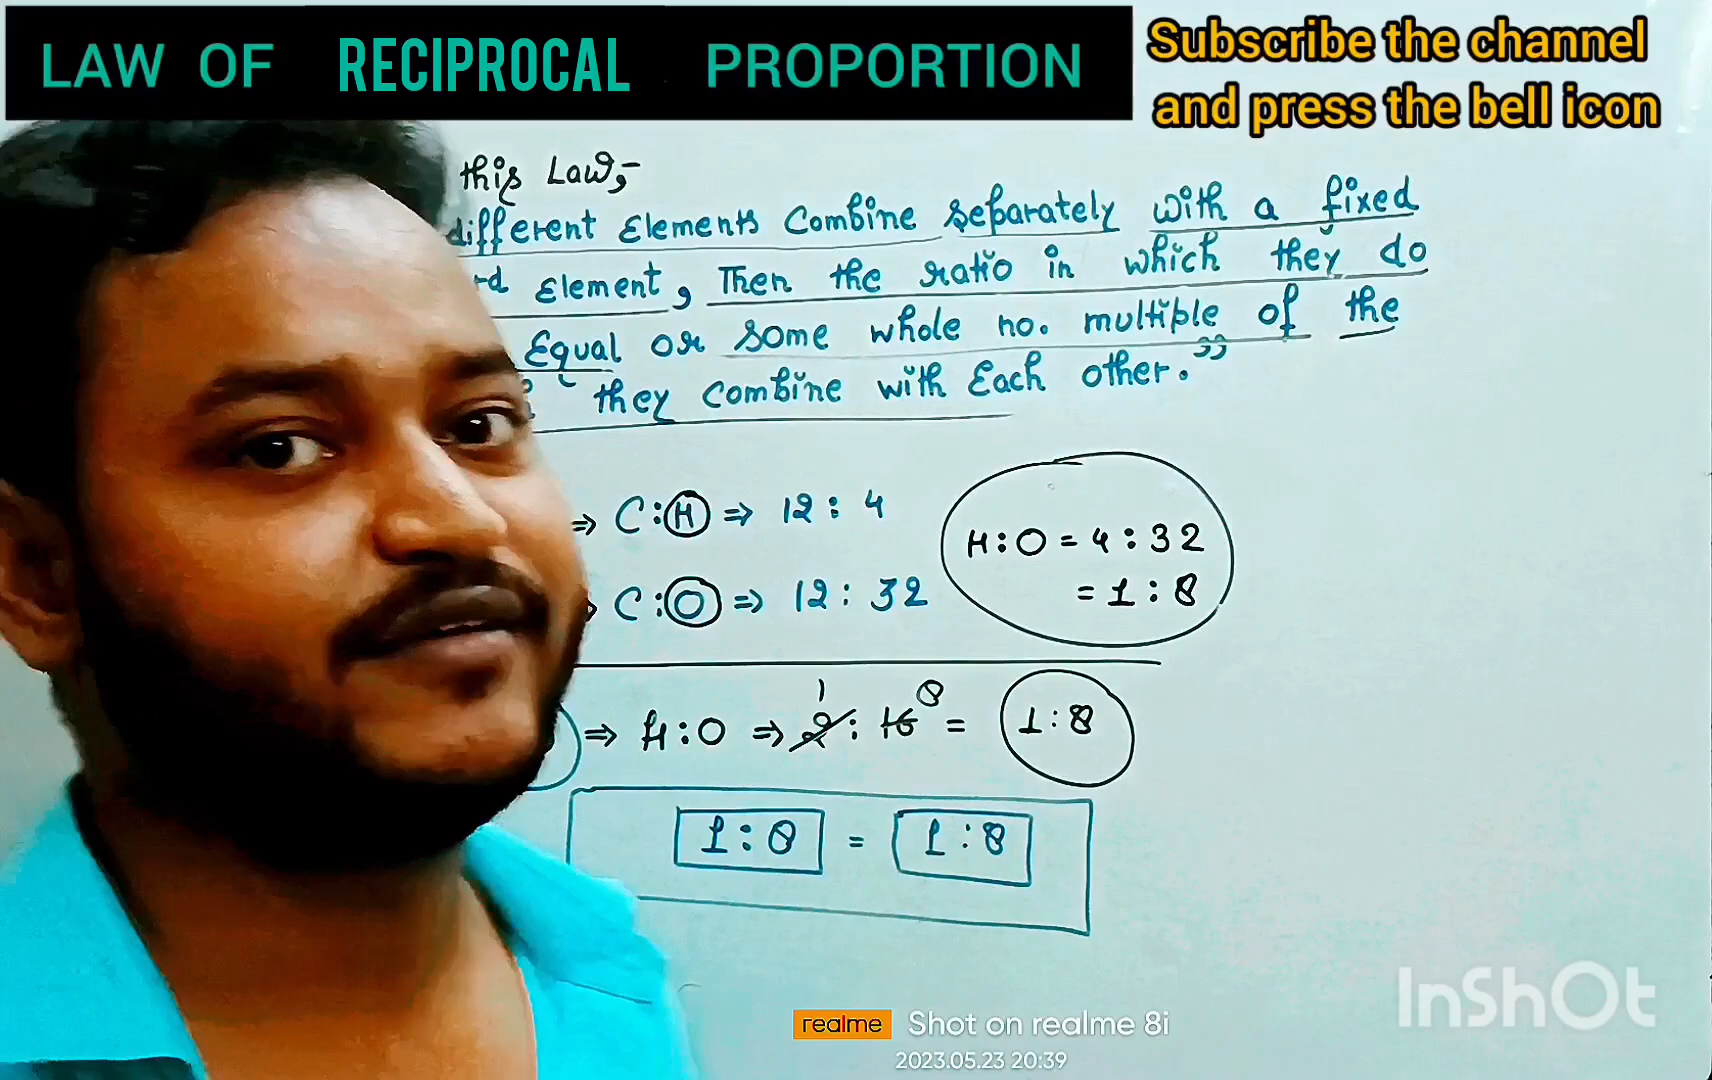 LAW OF RECIPROCAL PROPORTION
Subscribe the channel
and press the bell icon
this Law,-
different Elements Combine separately with a fixed
rd Element, Then the ratio in which they do
Equal or some whole no. multiple of the
they combine with Each other.”
⇒ C:H ⇒ 12 : 4
C:O ⇒ 12 : 32
H:O = 4 : 32
= 1 : 8
⇒ H:O ⇒ 2 : 16 = 1 : 8
1 8
1 : 8 = 1 : 8
InShOt
realme Shot on realme 8i
2023.05.23 20:39